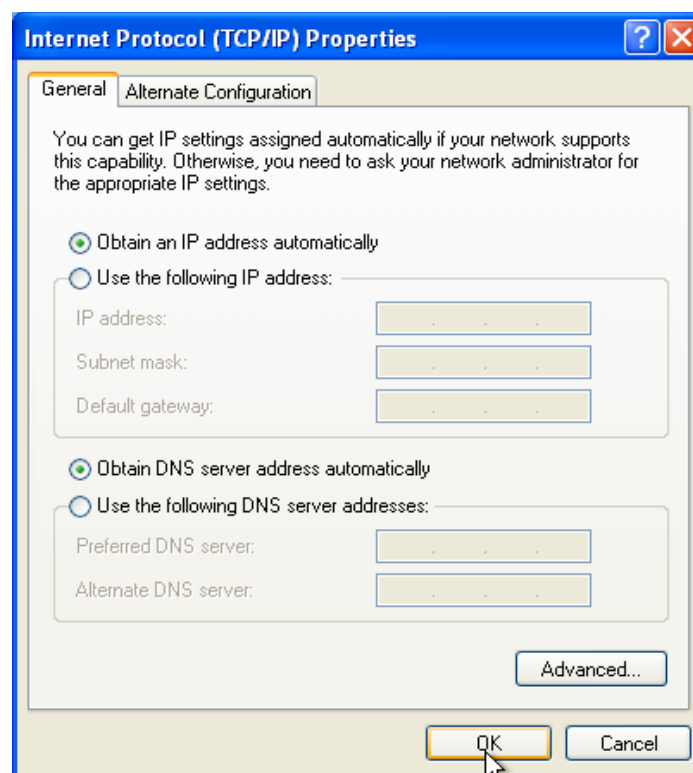 Internet Protocol (TCP/IP) Properties
General
Alternate Configuration
You can get IP settings assigned automatically if your network supports
this capability. Otherwise, you need to ask your network administrator for
the appropriate IP settings.
Obtain an IP address automatically
Use the following IP address:
IP address:
Subnet mask:
Default gateway:
Obtain DNS server address automatically
Use the following DNS server addresses:
Preferred DNS server:
Alternate DNS server:
Advanced...
OK
Cancel